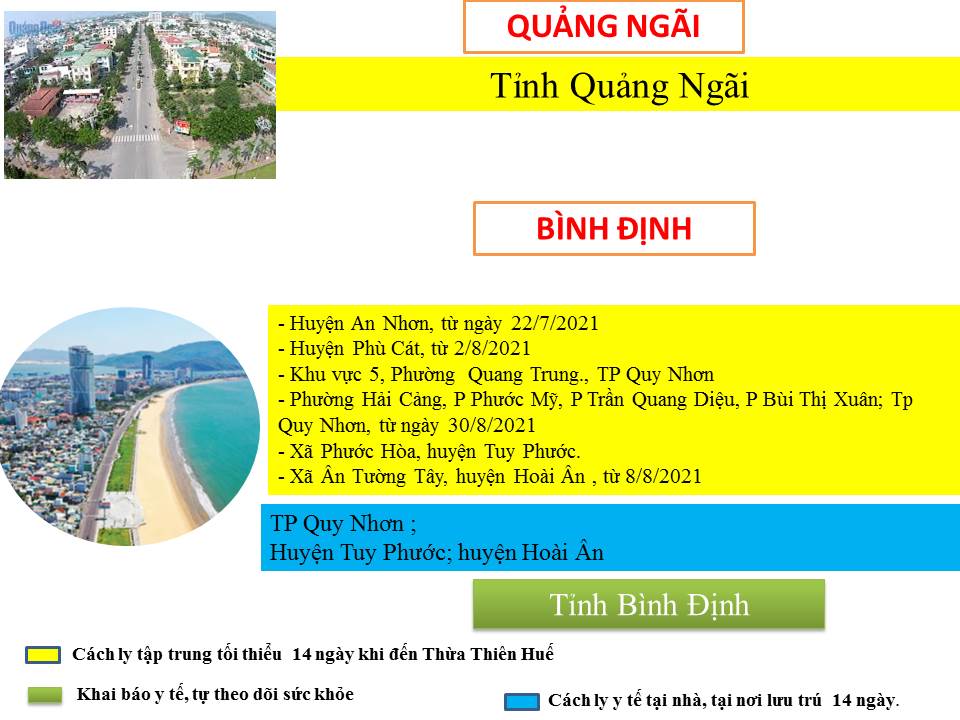 QUẢNG NGÃI
Tỉnh Quảng Ngãi
BÌNH ĐỊNH
- Huyện An Nhơn, từ ngày 22/7/2021
- Huyện Phù Cát, từ 2/8/2021
- Khu vực 5, Phường Quang Trung., TP Quy Nhơn
- Phường Hải Cảng, P Phước Mỹ, P Trần Quang Diệu, P Bùi Thị Xuân; Tp
Quy Nhơn, từ ngày 30/8/2021
- Xã Phước Hòa, huyện Tuy Phước.
- Xã Ân Tường Tây, huyện Hoài Ân , từ 8/8/2021
TP Quy Nhơn ;
Huyện Tuy Phước; huyện Hoài Ân
Tỉnh Bình Định
Cách ly tập trung tối thiểu 14 ngày khi đến Thừa Thiên Huế
Khai báo y tế, tự theo dõi sức khỏe
Cách ly y tế tại nhà, tại nơi lưu trú 14 ngày.